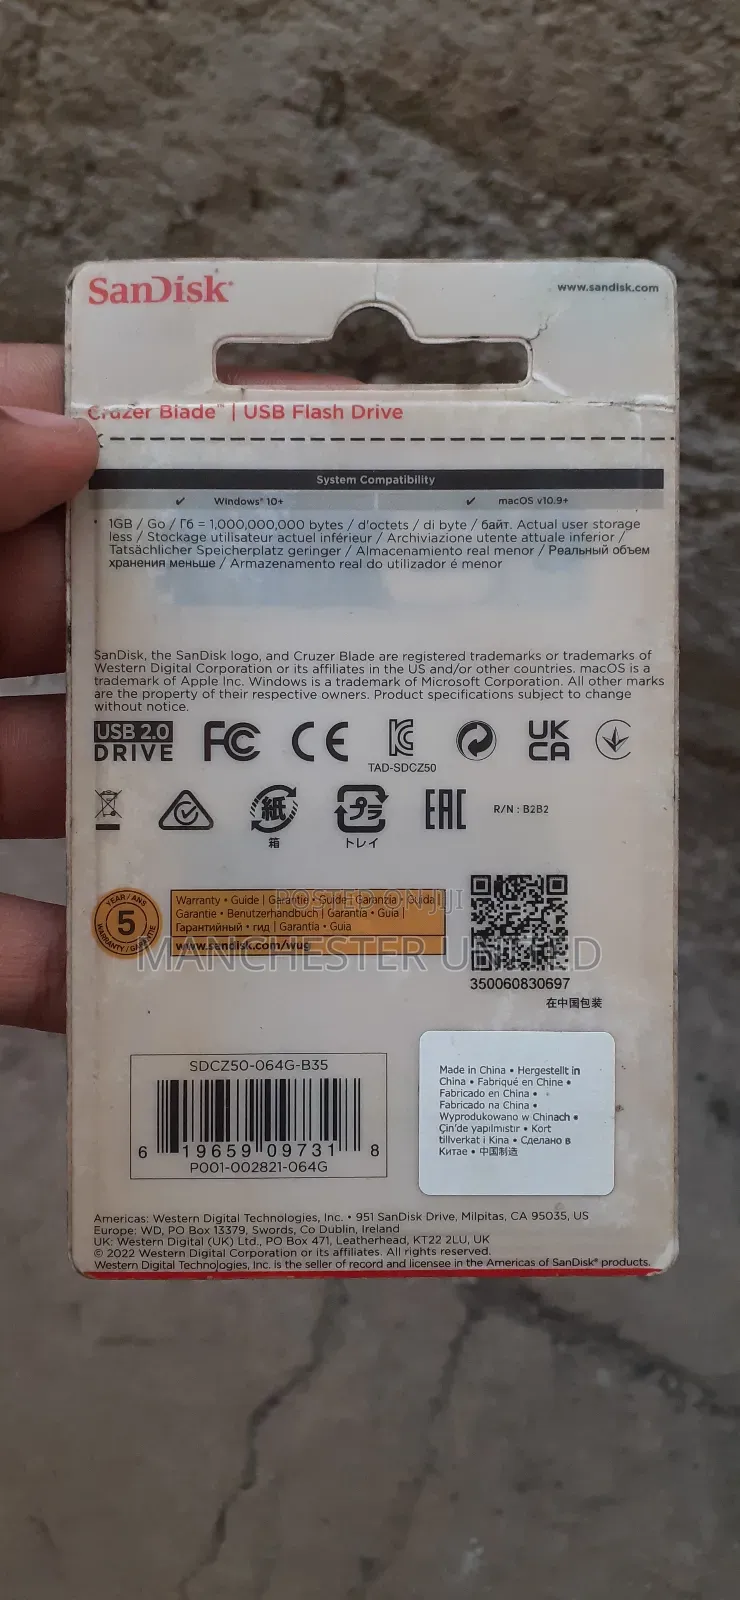 SanDisk®
www.sandisk.com
Cruzer Blade™ | USB Flash Drive
System Compatibility
✓ Windows® 10+ ✓ macOS v10.9+
* 1GB / Go / Гб = 1,000,000,000 bytes / d'octets / di byte / байт. Actual user storage
less / Stockage utilisateur actuel inférieur / Archiviazione utente attuale inferior /
Tatsächlicher Speicherplatz geringer / Almacenamiento real menor / Реальный объем
хранения меньше / Armazenamento real do utilizador é menor
SanDisk, the SanDisk logo, and Cruzer Blade are registered trademarks or trademarks of
Western Digital Corporation or its affiliates in the US and/or other countries. macOS is a
trademark of Apple Inc. Windows is a trademark of Microsoft Corporation. All other marks
are the property of their respective owners. Product specifications subject to change
without notice.
USB 2.0
DRIVE
FC CE
UK
CA
TAD-SDCZ50
紙
箱
プラ
トレイ
EAC
R/N : B2B2
YEAR/ANS
5
WARRANTY/GARANTIE
Warranty • Guide | Garantie • Guide | Garanzia • Guida |
Garantie • Benutzerhandbuch | Garantía • Guía |
Гарантийный • гид | Garantia • Guia
www.sandisk.com/wug
POSTED ON JIJI
MANCHESTER UNITED
350060830697
在中国包装
SDCZ50-064G-B35
6 19659 09731 8
P001-002821-064G
Made in China • Hergestellt in
China • Fabriqué en Chine •
Fabricado en China •
Fabricado na China •
Wyprodukowano w Chinach •
Çin'de yapılmıştır • Kort
tillverkat i Kina • Сделано в
Китае • 中国制造
Americas: Western Digital Technologies, Inc. • 951 SanDisk Drive, Milpitas, CA 95035, US
Europe: WD, PO Box 13379, Swords, Co Dublin, Ireland
UK: Western Digital (UK) Ltd., PO Box 471, Leatherhead, KT22 2LU, UK
© 2022 Western Digital Corporation or its affiliates. All rights reserved.
Western Digital Technologies, Inc. is the seller of record and licensee in the Americas of SanDisk® products.